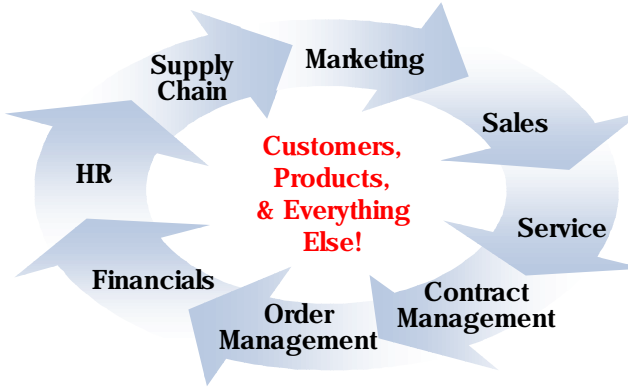 Supply
Chain
Marketing
Sales
Service
Contract
Management
Order
Management
Financials
HR
Customers,
Products,
& Everything
Else!